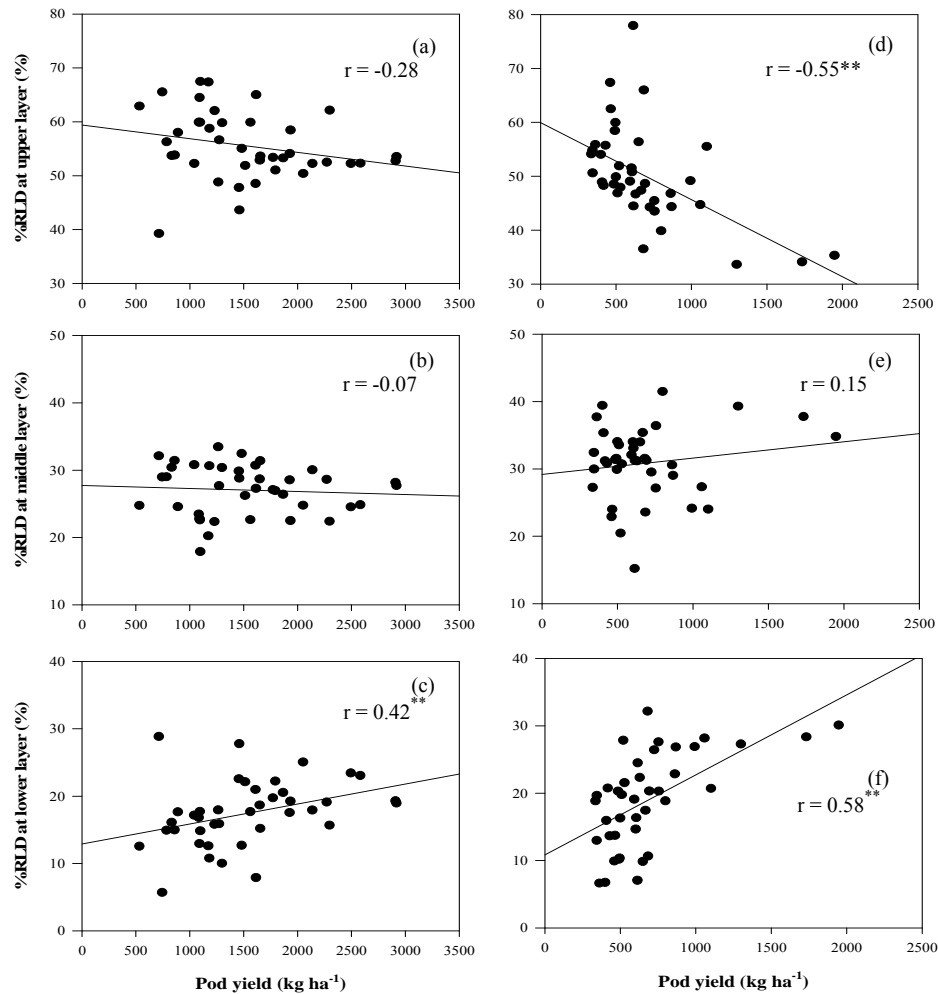 80
70
60
50
40
30
%RLD at upper layer (%)
(a)
r = -0.28
0 500 1000 1500 2000 2500 3000 3500
80
70
60
50
40
30
(d)
r = -0.55**
0 500 1000 1500 2000 2500
50
40
30
20
10
%RLD at middle layer (%)
(b)
r = -0.07
0 500 1000 1500 2000 2500 3000 3500
50
40
30
20
10
(e)
r = 0.15
0 500 1000 1500 2000 2500
40
30
20
10
0
%RLD at lower layer (%)
(c)
r = 0.42**
0 500 1000 1500 2000 2500 3000 3500
Pod yield (kg ha-1)
40
30
20
10
0
(f)
r = 0.58**
0 500 1000 1500 2000 2500
Pod yield (kg ha-1)